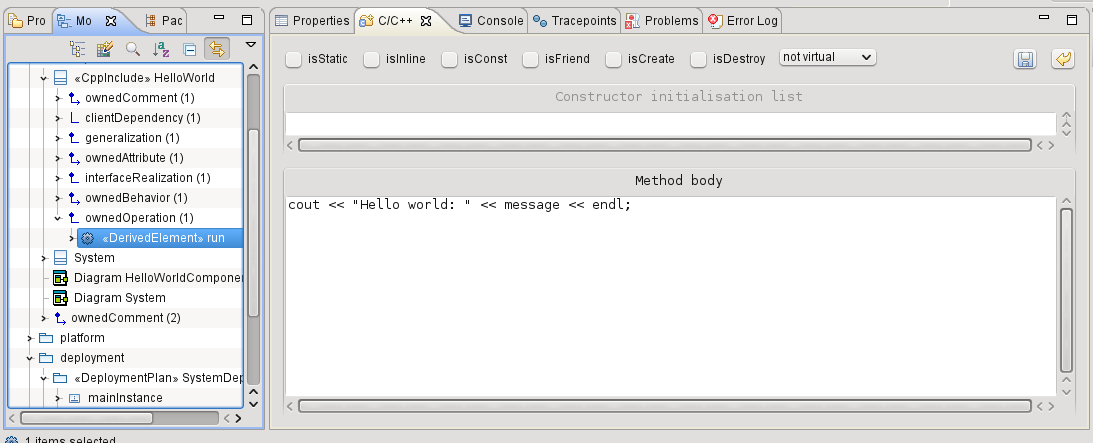 Pro Mo Pac
«CppInclude» HelloWorld
ownedComment (1)
clientDependency (1)
generalization (1)
ownedAttribute (1)
interfaceRealization (1)
ownedBehavior (1)
ownedOperation (1)
«DerivedElement» run
System
Diagram HelloWorldCompone
Diagram System
ownedComment (2)
platform
deployment
«DeploymentPlan» SystemDep
mainInstance
1 items selected
Properties C/C++ Console Tracepoints Problems Error Log
isStatic isInline isConst isFriend isCreate isDestroy not virtual
Constructor initialisation list
Method body
cout << "Hello world: " << message << endl;